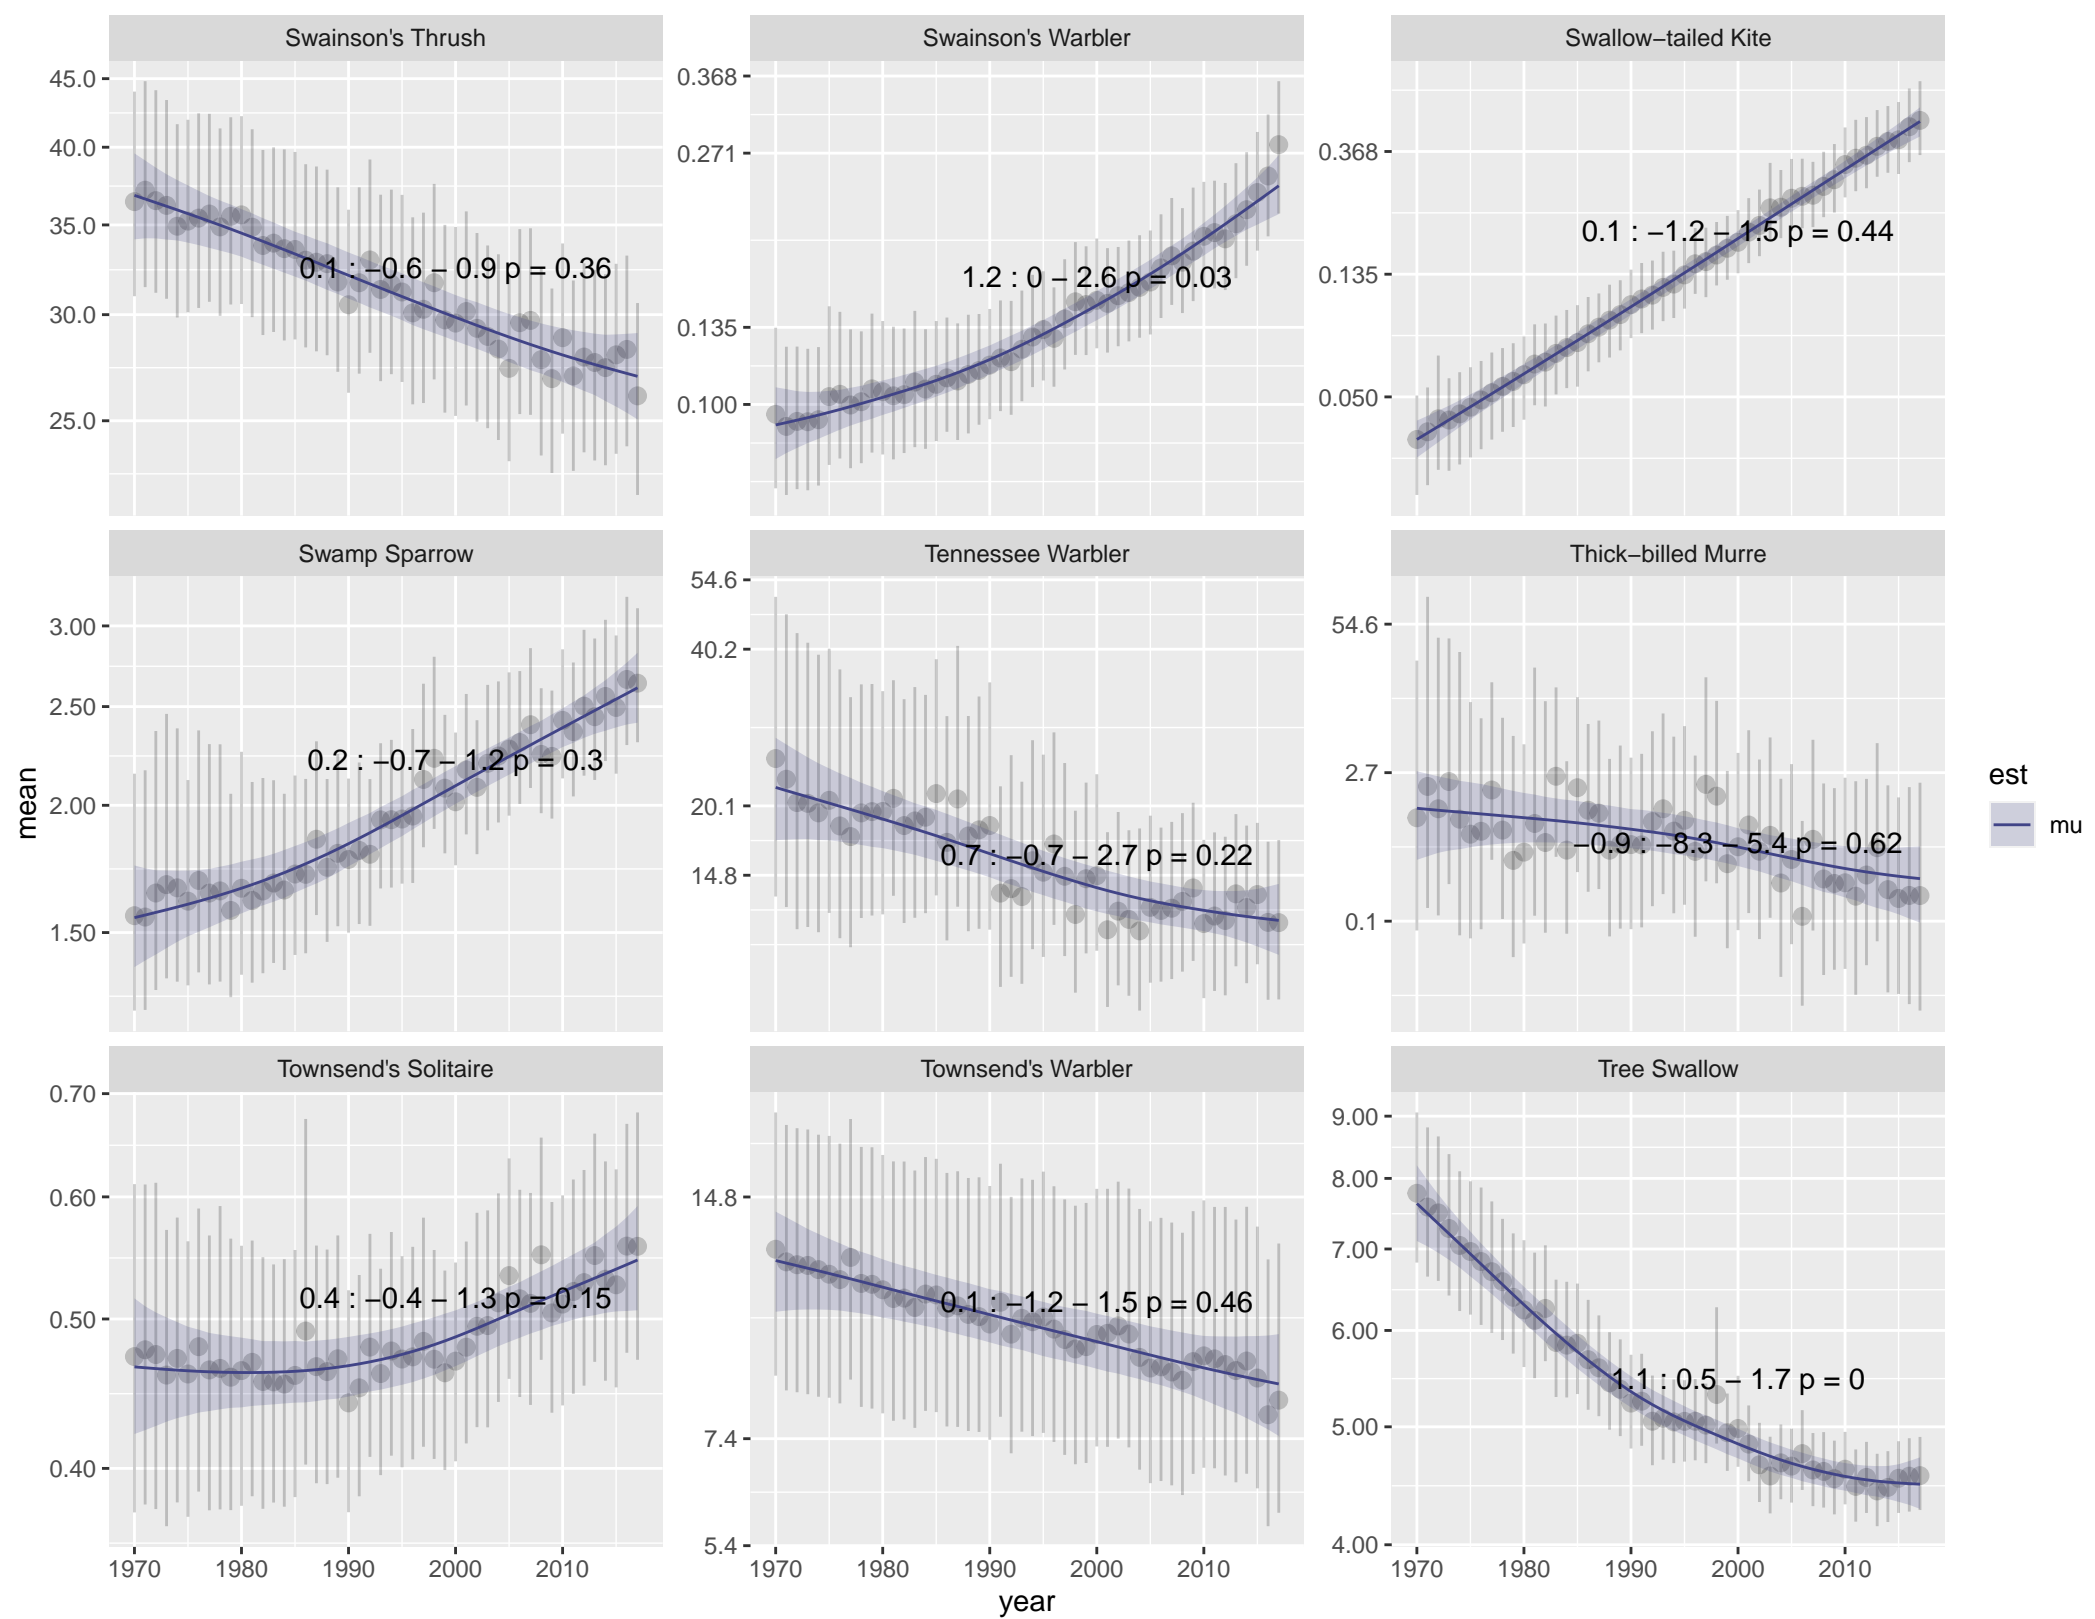 Swainson's Thrush
45.0
40.0
35.0
30.0
25.0
0.1 : −0.6 − 0.9 p = 0.36
Swainson's Warbler
0.368
0.271
0.135
0.100
1.2 : 0 − 2.6 p = 0.03
Swallow−tailed Kite
0.368
0.135
0.050
0.1 : −1.2 − 1.5 p = 0.44
Swamp Sparrow
3.00
2.50
2.00
1.50
0.2 : −0.7 − 1.2 p = 0.3
Tennessee Warbler
54.6
40.2
20.1
14.8
0.7 : −0.7 − 2.7 p = 0.22
Thick−billed Murre
54.6
2.7
0.1
−0.9 : −8.3 − 5.4 p = 0.62
Townsend's Solitaire
0.70
0.60
0.50
0.40
0.4 : −0.4 − 1.3 p = 0.15
1970 1980 1990 2000 2010
Townsend's Warbler
14.8
7.4
5.4
0.1 : −1.2 − 1.5 p = 0.46
1970 1980 1990 2000 2010
Tree Swallow
9.00
8.00
7.00
6.00
5.00
4.00
1.1 : 0.5 − 1.7 p = 0
1970 1980 1990 2000 2010
mean
year
est
mu